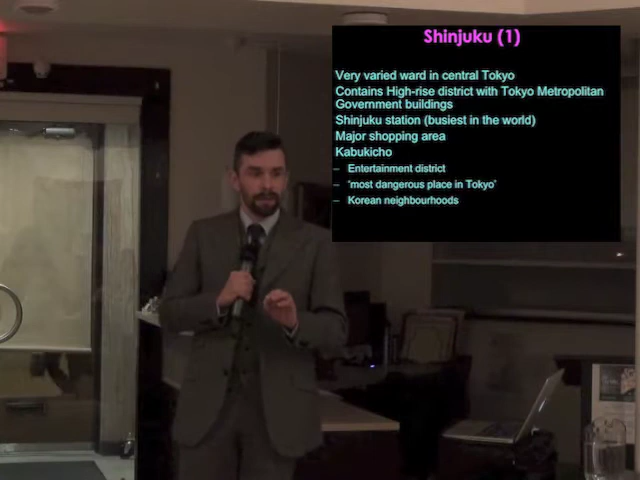 Shinjuku (1)
Very varied ward in central Tokyo
Contains High-rise district with Tokyo Metropolitan
Government buildings
Shinjuku station (busiest in the world)
Major shopping area
Kabukicho
– Entertainment district
– "most dangerous place in Tokyo"
– Korean neighbourhoods